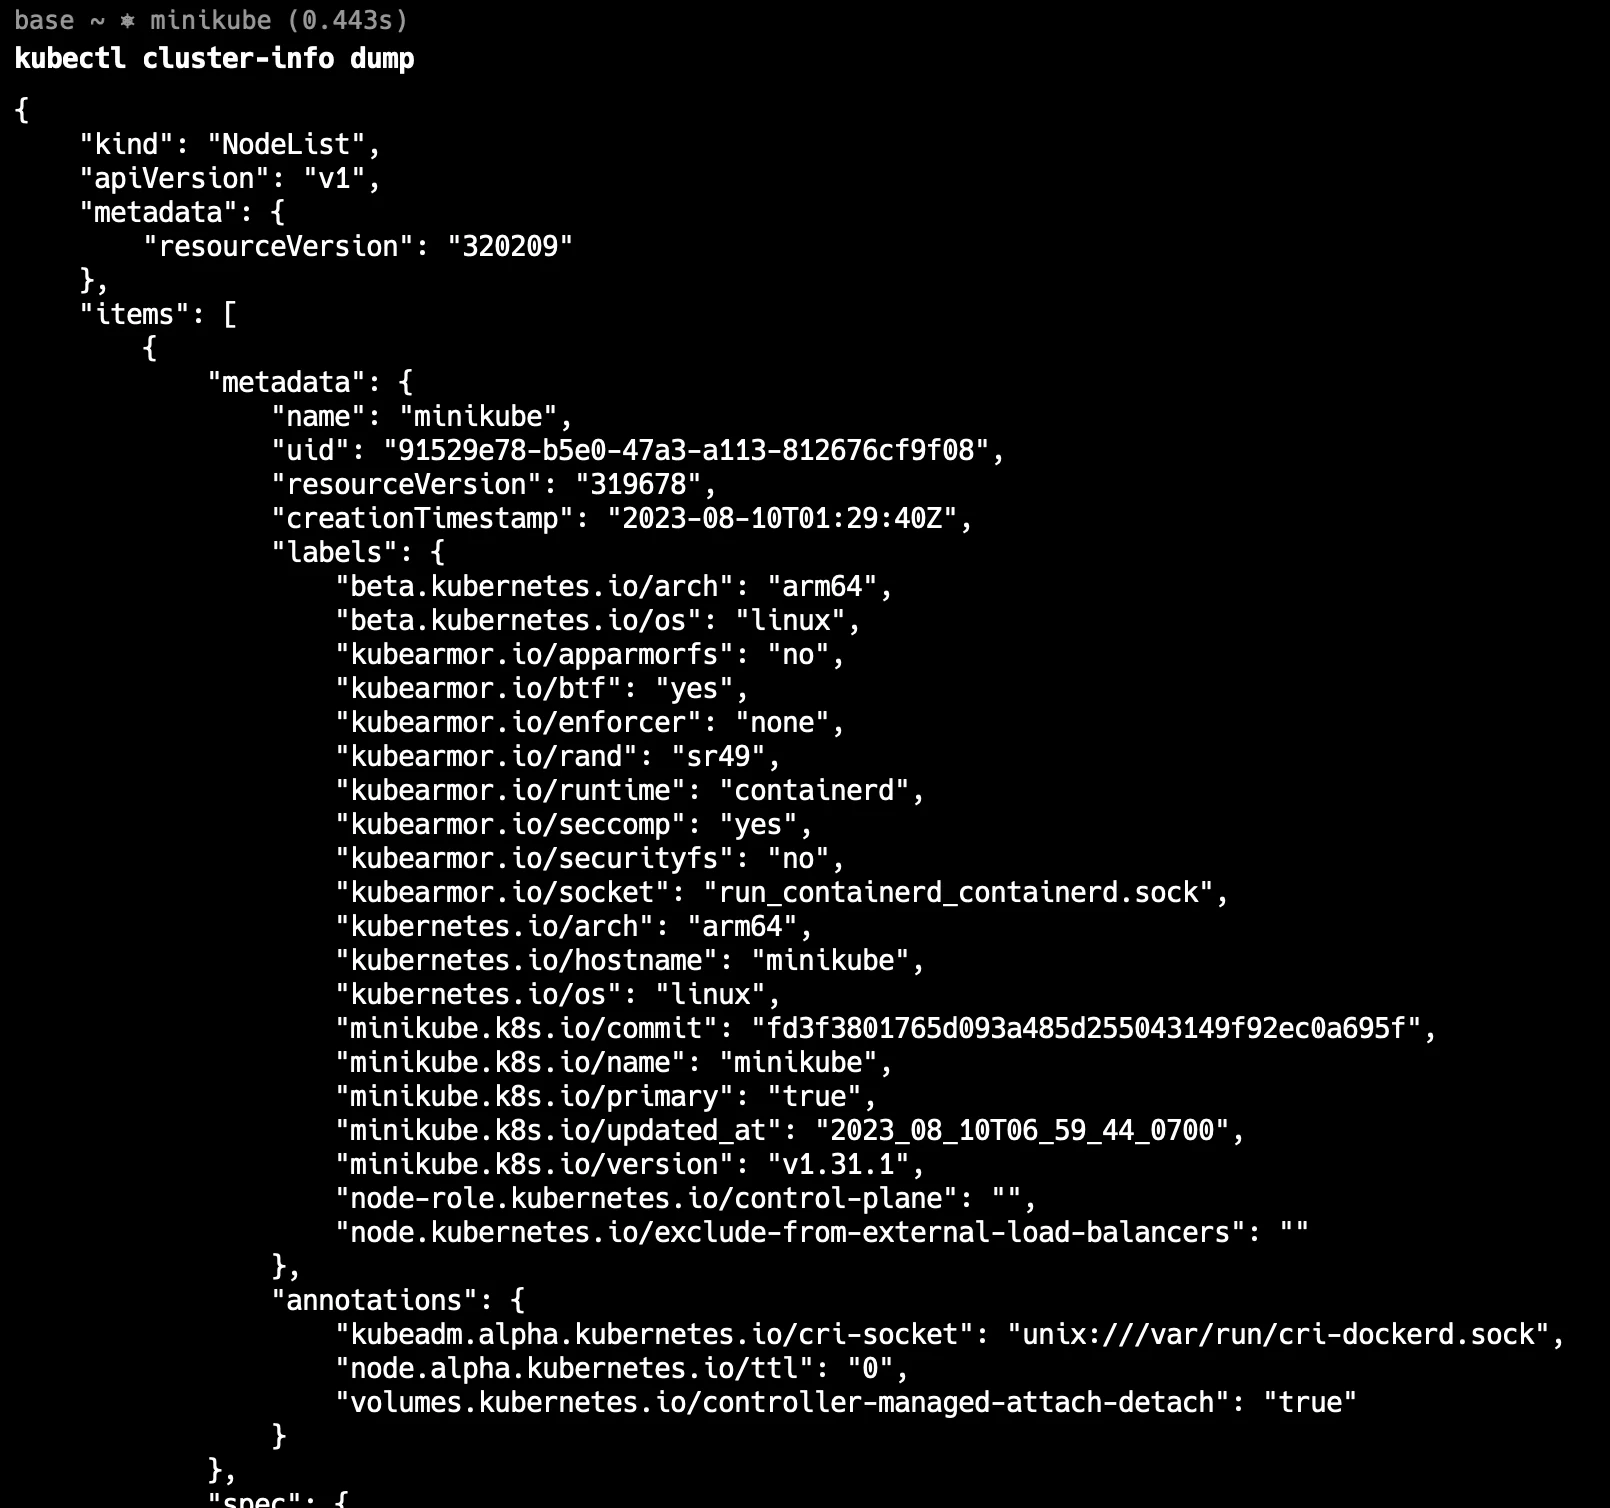 base ~ ⎈ minikube (0.443s)
kubectl cluster-info dump
{
    "kind": "NodeList",
    "apiVersion": "v1",
    "metadata": {
        "resourceVersion": "320209"
    },
    "items": [
        {
            "metadata": {
                "name": "minikube",
                "uid": "91529e78-b5e0-47a3-a113-812676cf9f08",
                "resourceVersion": "319678",
                "creationTimestamp": "2023-08-10T01:29:40Z",
                "labels": {
                    "beta.kubernetes.io/arch": "arm64",
                    "beta.kubernetes.io/os": "linux",
                    "kubearmor.io/apparmorfs": "no",
                    "kubearmor.io/btf": "yes",
                    "kubearmor.io/enforcer": "none",
                    "kubearmor.io/rand": "sr49",
                    "kubearmor.io/runtime": "containerd",
                    "kubearmor.io/seccomp": "yes",
                    "kubearmor.io/securityfs": "no",
                    "kubearmor.io/socket": "run_containerd_containerd.sock",
                    "kubernetes.io/arch": "arm64",
                    "kubernetes.io/hostname": "minikube",
                    "kubernetes.io/os": "linux",
                    "minikube.k8s.io/commit": "fd3f3801765d093a485d255043149f92ec0a695f",
                    "minikube.k8s.io/name": "minikube",
                    "minikube.k8s.io/primary": "true",
                    "minikube.k8s.io/updated_at": "2023_08_10T06_59_44_0700",
                    "minikube.k8s.io/version": "v1.31.1",
                    "node-role.kubernetes.io/control-plane": "",
                    "node.kubernetes.io/exclude-from-external-load-balancers": ""
                },
                "annotations": {
                    "kubeadm.alpha.kubernetes.io/cri-socket": "unix:///var/run/cri-dockerd.sock",
                    "node.alpha.kubernetes.io/ttl": "0",
                    "volumes.kubernetes.io/controller-managed-attach-detach": "true"
                }
            },
            "spec": {